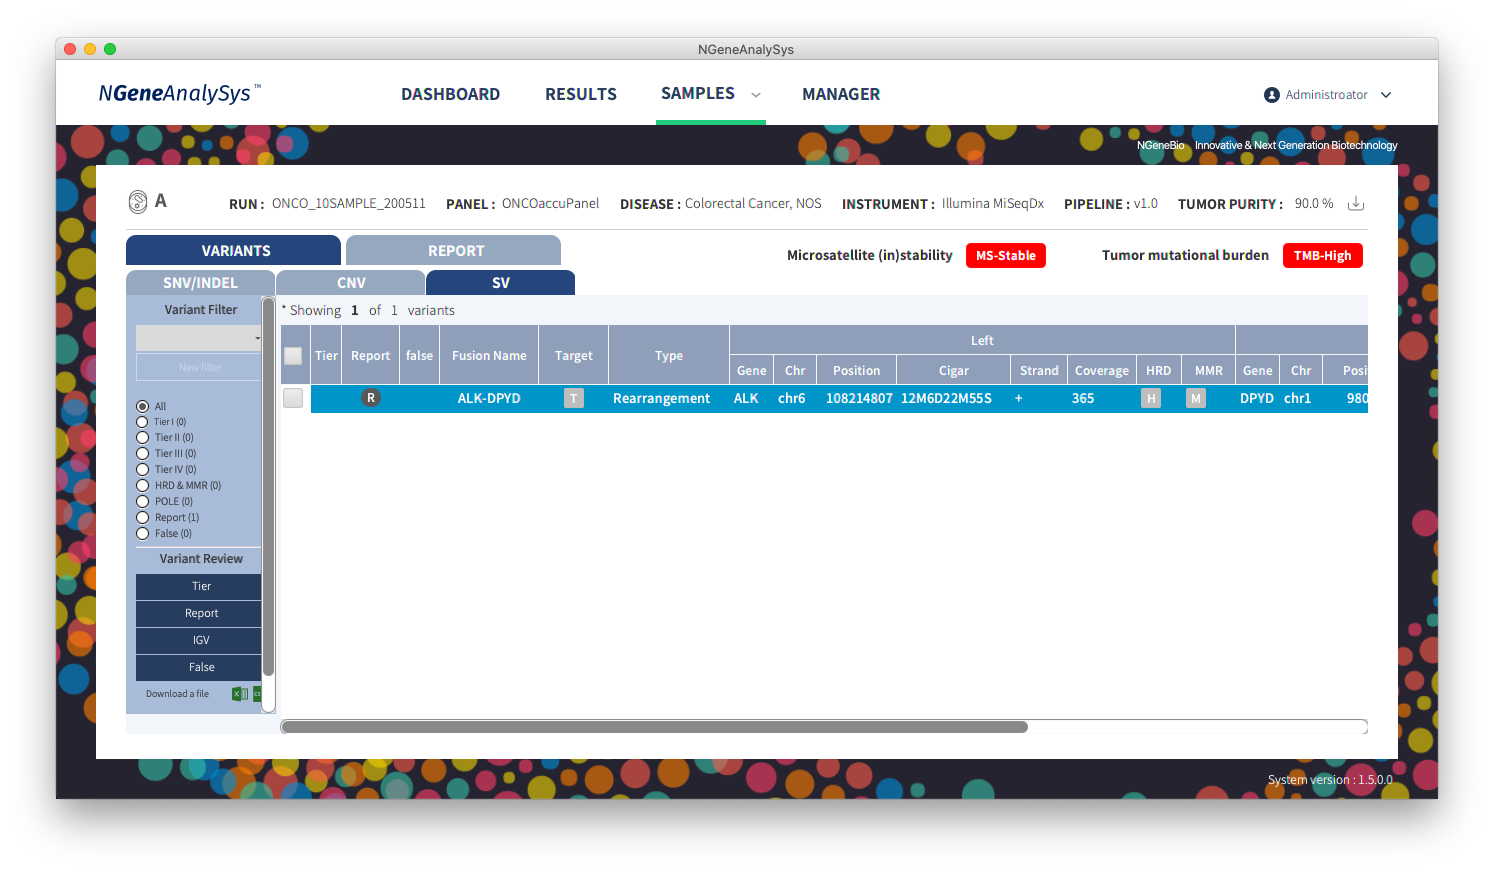 NGeneAnalySys
NGeneAnalySys™ DASHBOARD RESULTS SAMPLES MANAGER Administroator
NGeneBio Innovative & Next Generation Biotechnology
A RUN : ONCO_10SAMPLE_200511 PANEL : ONCOaccuPanel DISEASE : Colorectal Cancer, NOS INSTRUMENT : Illumina MiSeqDx PIPELINE : v1.0 TUMOR PURITY : 90.0 %
VARIANTS REPORT Microsatellite (in)stability MS-Stable Tumor mutational burden TMB-High
SNV/INDEL CNV SV
Variant Filter
New filter
All
Tier I (0)
Tier II (0)
Tier III (0)
Tier IV (0)
HRD & MMR (0)
POLE (0)
Report (1)
False (0)
Variant Review
Tier
Report
IGV
False
Download a file
* Showing 1 of 1 variants
Tier Report false Fusion Name Target Type Left
Gene Chr Position Cigar Strand Coverage HRD MMR Gene Chr Posi
R ALK-DPYD T Rearrangement ALK chr6 108214807 12M6D22M55S + 365 H M DPYD chr1 980
System version : 1.5.0.0